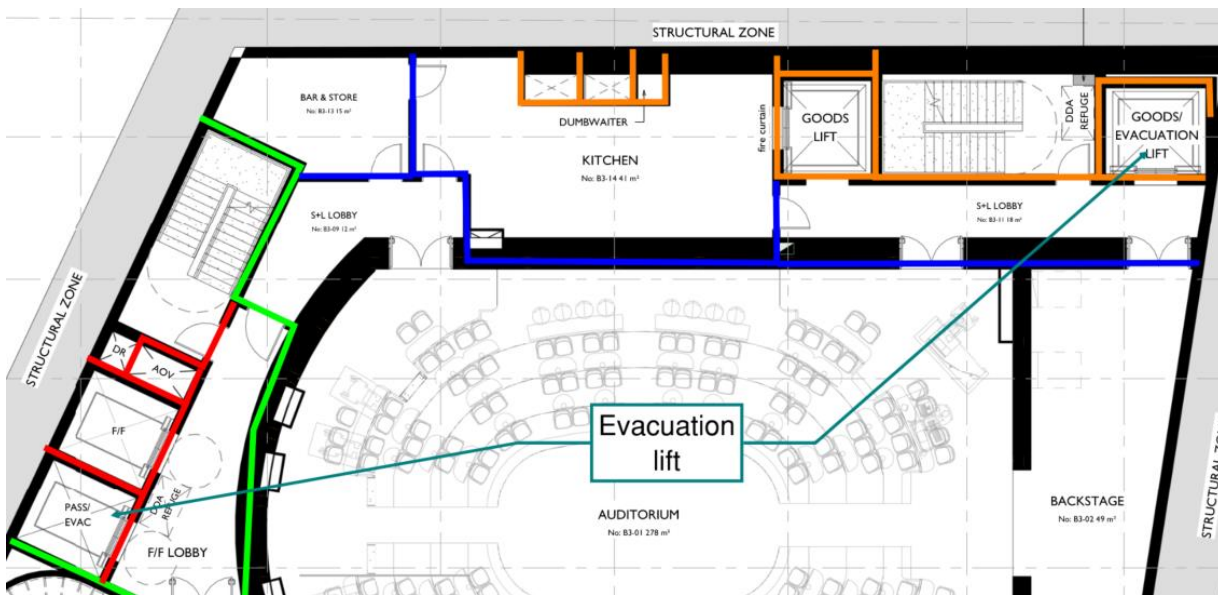 STRUCTURAL ZONE
BAR & STORE
No: B3-13 15 m²
DUMBWAITER
KITCHEN
No: B3-14 41 m²
fire curtain
GOODS
LIFT
DDA
REFUGE
GOODS/
EVACUATION
LIFT
S+L LOBBY
No: B3-09 12 m²
S+L LOBBY
No: B3-11 18 m²
STRUCTURAL ZONE
DR
AOV
F/F
PASS/
EVAC
DDA
REFUGE
F/F LOBBY
Evacuation
lift
AUDITORIUM
No: B3-01 278 m²
BACKSTAGE
No: B3-02 49 m²
STRUCTURAL ZONE